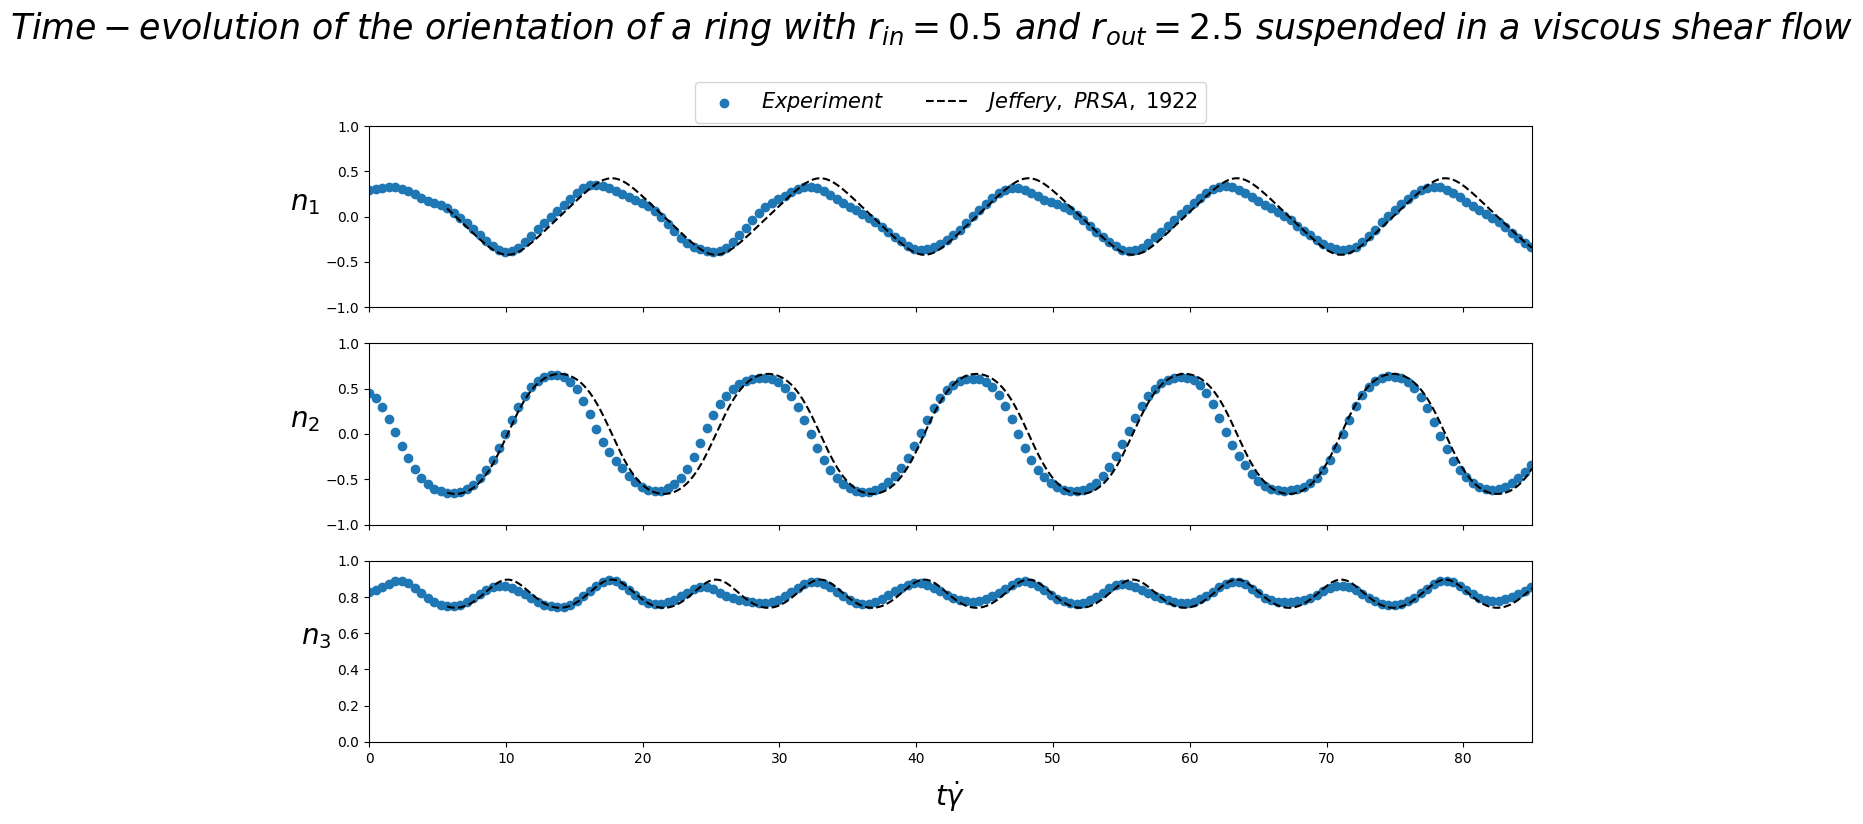 Time − evolution of the orientation of a ring with r_in = 0.5 and r_out = 2.5 suspended in a viscous shear flow
Experiment Jeffery, PRSA, 1922
1.0
0.5
n₁
0.0
−0.5
−1.0
1.0
0.5
n₂
0.0
−0.5
−1.0
1.0
0.8
0.6
n₃
0.4
0.2
0.0
0 10 20 30 40 50 60 70 80
tγ̇